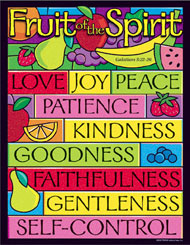 Fruit of the Spirit
Galatians 5:22-26
LOVE JOY PEACE
PATIENCE
KINDNESS
GOODNESS
FAITHFULNESS
GENTLENESS
SELF-CONTROL